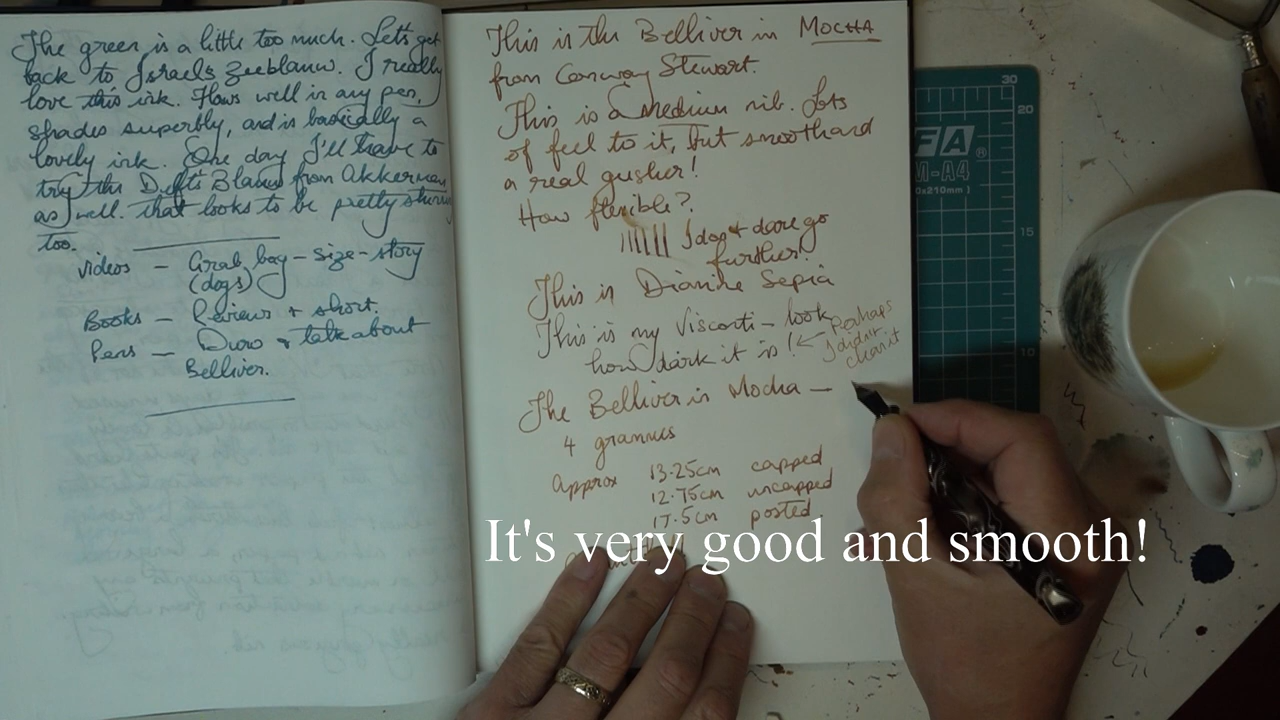 The green is a little too much. Let's get
back to Israel's Zeeblauw. I really
love this ink. Flows well in any pen,
shades superbly, and is basically a
lovely ink. One day I'll have to
try the Delfts Blauw from Akkerman
as well. that looks to be pretty
too.
Videos — Grab bag - size - story
(dogs)
Books — Reviews + short.
Pens — Draw & talk about
Belliver.
This is the Belliver in MOCHA
from Conway Stewart.
This is a medium nib. Lots
of feel to it, but smooth and
a real gusher!
How flexible?
I don't dare go
further!
This is Diamine Sepia
This is my Visconti - look
how dark it is! ← Perhaps
I didn't
clean it
The Belliver in Mocha —
4 grammes
approx 13.25cm capped
12.75cm uncapped
17.5cm posted
It's very good and smooth!
30
20
15
10
FA®
M-A4
0x210mm)